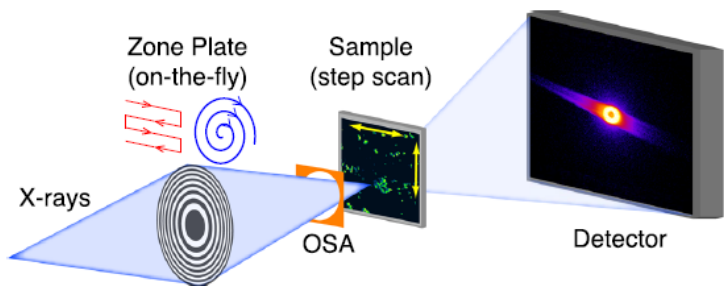 Zone Plate
(on-the-fly)
Sample
(step scan)
X-rays
OSA
Detector